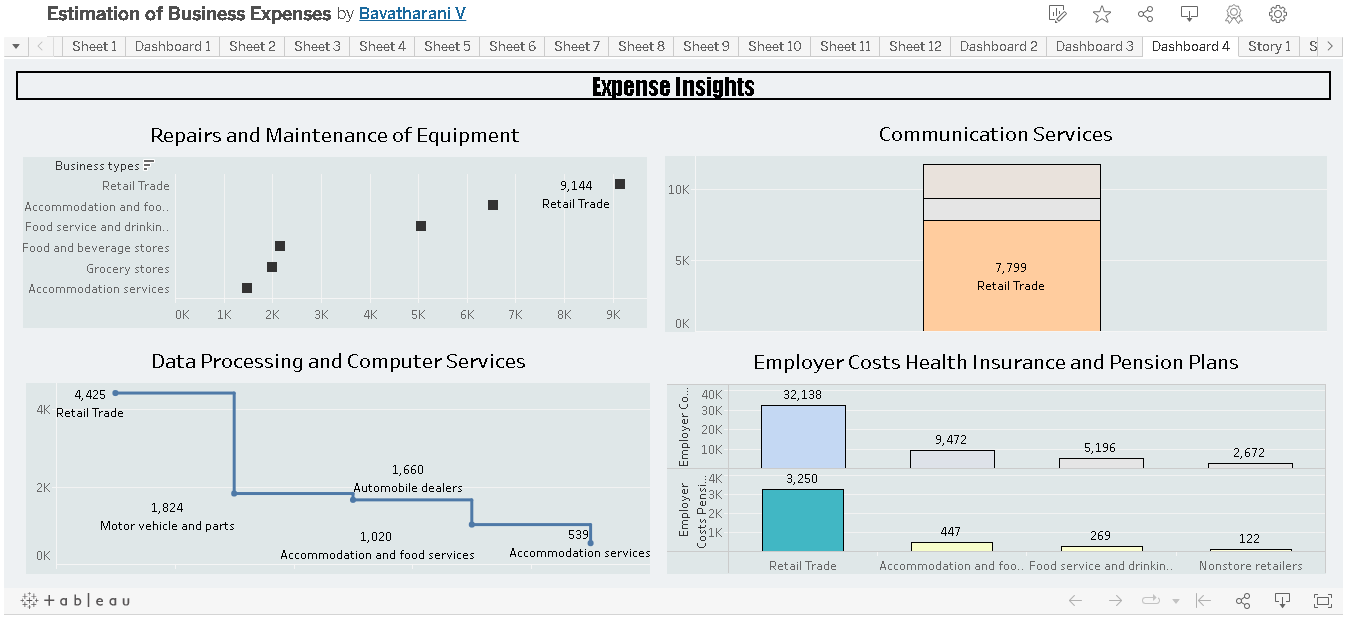 Estimation of Business Expenses by Bavatharani V
Sheet 1 Dashboard 1 Sheet 2 Sheet 3 Sheet 4 Sheet 5 Sheet 6 Sheet 7 Sheet 8 Sheet 9 Sheet 10 Sheet 11 Sheet 12 Dashboard 2 Dashboard 3 Dashboard 4 Story 1 S
Expense Insights
Repairs and Maintenance of Equipment
Business types
Retail Trade
Accommodation and foo..
Food service and drinkin..
Food and beverage stores
Grocery stores
Accommodation services
9,144
Retail Trade
0K 1K 2K 3K 4K 5K 6K 7K 8K 9K
Communication Services
10K
5K
0K
7,799
Retail Trade
Data Processing and Computer Services
4K
2K
0K
4,425
Retail Trade
1,824
Motor vehicle and parts
1,660
Automobile dealers
1,020
Accommodation and food services
539
Accommodation services
Employer Costs Health Insurance and Pension Plans
Employer Co...
40K
30K
20K
10K
32,138
9,472
5,196
2,672
Employer
Costs Pensi..
4K
3K
2K
1K
3,250
447
269
122
Retail Trade Accommodation and foo.. Food service and drinkin.. Nonstore retailers
+ableau